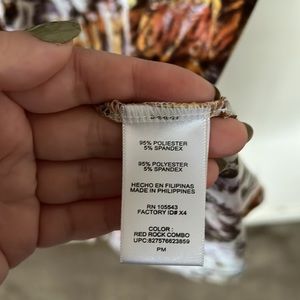 95% POLIESTER
5% SPANDEX
95% POLYESTER
5% SPANDEX
HECHO EN FILIPINAS
MADE IN PHILIPPINES
RN 105543
FACTORY ID# X4
COLOR :
RED ROCK COMBO
UPC:827576623859
PM